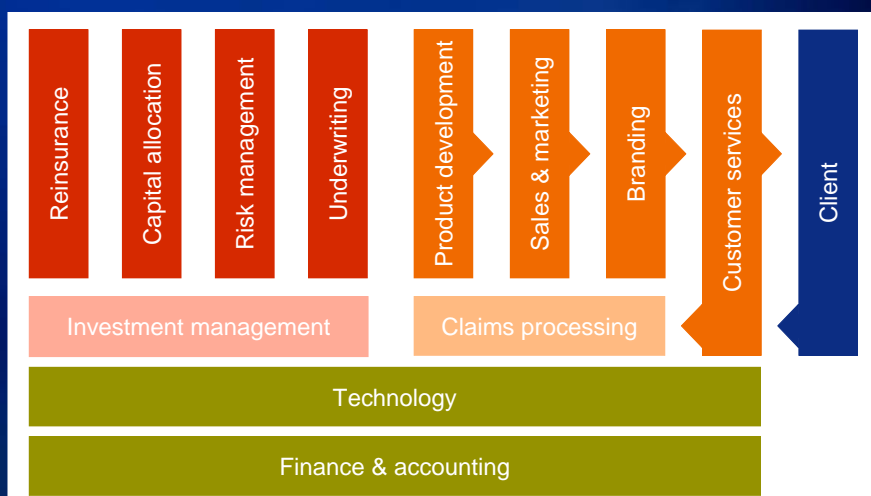 Reinsurance
Capital allocation
Risk management
Underwriting
Product development
Sales & marketing
Branding
Customer services
Client
Investment management
Claims processing
Technology
Finance & accounting